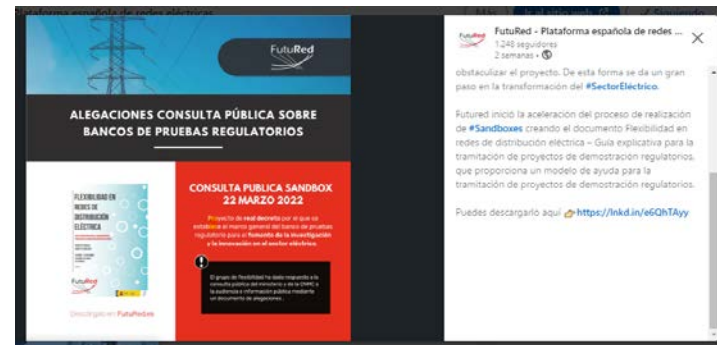 Plataforma española de redes eléctricas
FutuRed
ALEGACIONES CONSULTA PÚBLICA SOBRE
BANCOS DE PRUEBAS REGULATORIOS
FLEXIBILIDAD EN
REDES DE
DISTRIBUCIÓN
ELÉCTRICA
FutuRed
Descárgalo en FutuRed.es
CONSULTA PUBLICA SANDBOX
22 MARZO 2022
Proyecto de real decreto por el que se
establece el marco general del banco de pruebas
regulatorio para el fomento de la investigación
y la innovación en el sector eléctrico.
El grupo de flexibilidad ha dado respuesta a la
consulta pública del ministerio y de la CNMC a
la audiencia e información pública mediante
un documento de alegaciones.
FutuRed - Plataforma española de redes ...
1.248 seguidores
2 semanas •
obstaculizar el proyecto. De esta forma se da un gran
paso en la transformación del #SectorEléctrico.
Futured inició la aceleración del proceso de realización
de #Sandboxes creando el documento Flexibilidad en
redes de distribución eléctrica – Guía explicativa para la
tramitación de proyectos de demostración regulatorios,
que proporciona un modelo de ayuda para la
tramitación de proyectos de demostración regulatorios.
Puedes descargarlo aquí 👉https://lnkd.in/e6QhTAyy